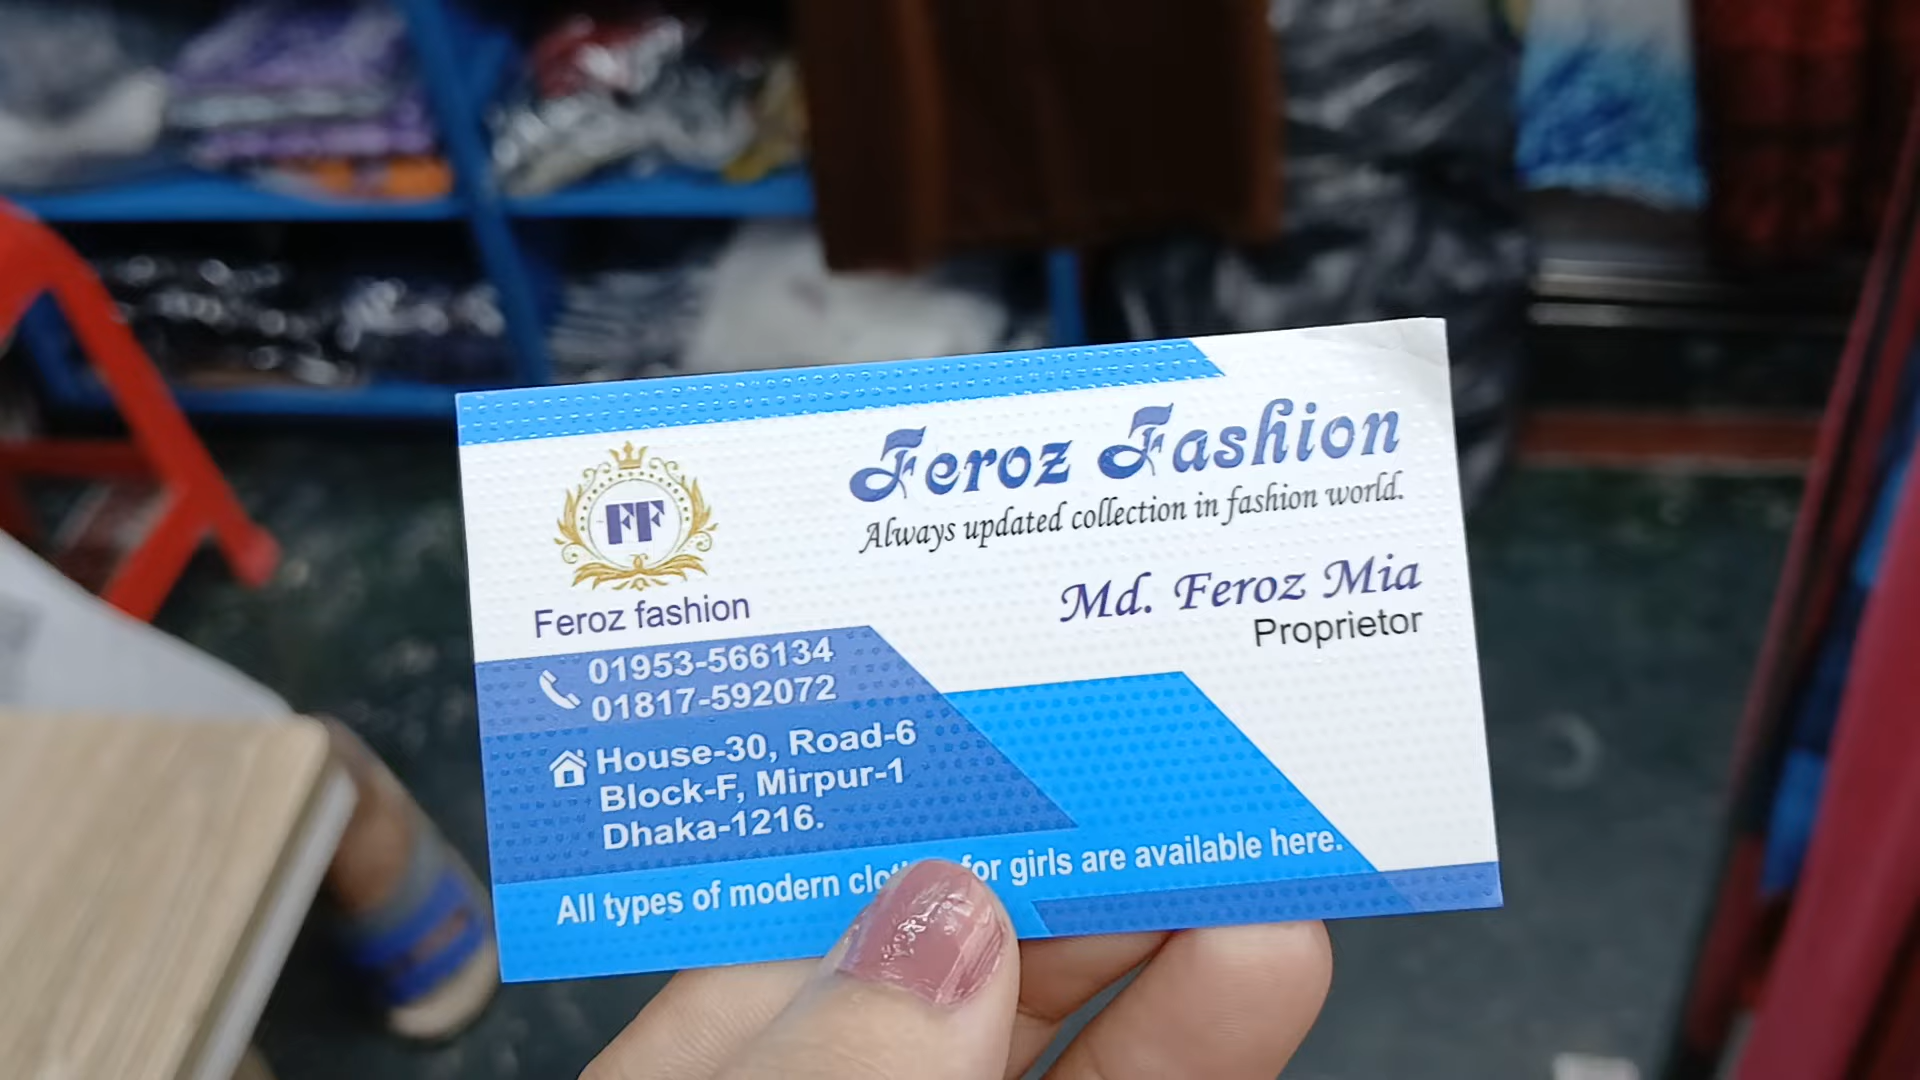 Feroz Fashion
Always updated collection in fashion world.
FF
Feroz fashion
Md. Feroz Mia
Proprietor
01953-566134
01817-592072
House-30, Road-6
Block-F, Mirpur-1
Dhaka-1216.
All types of modern for girls are available here.